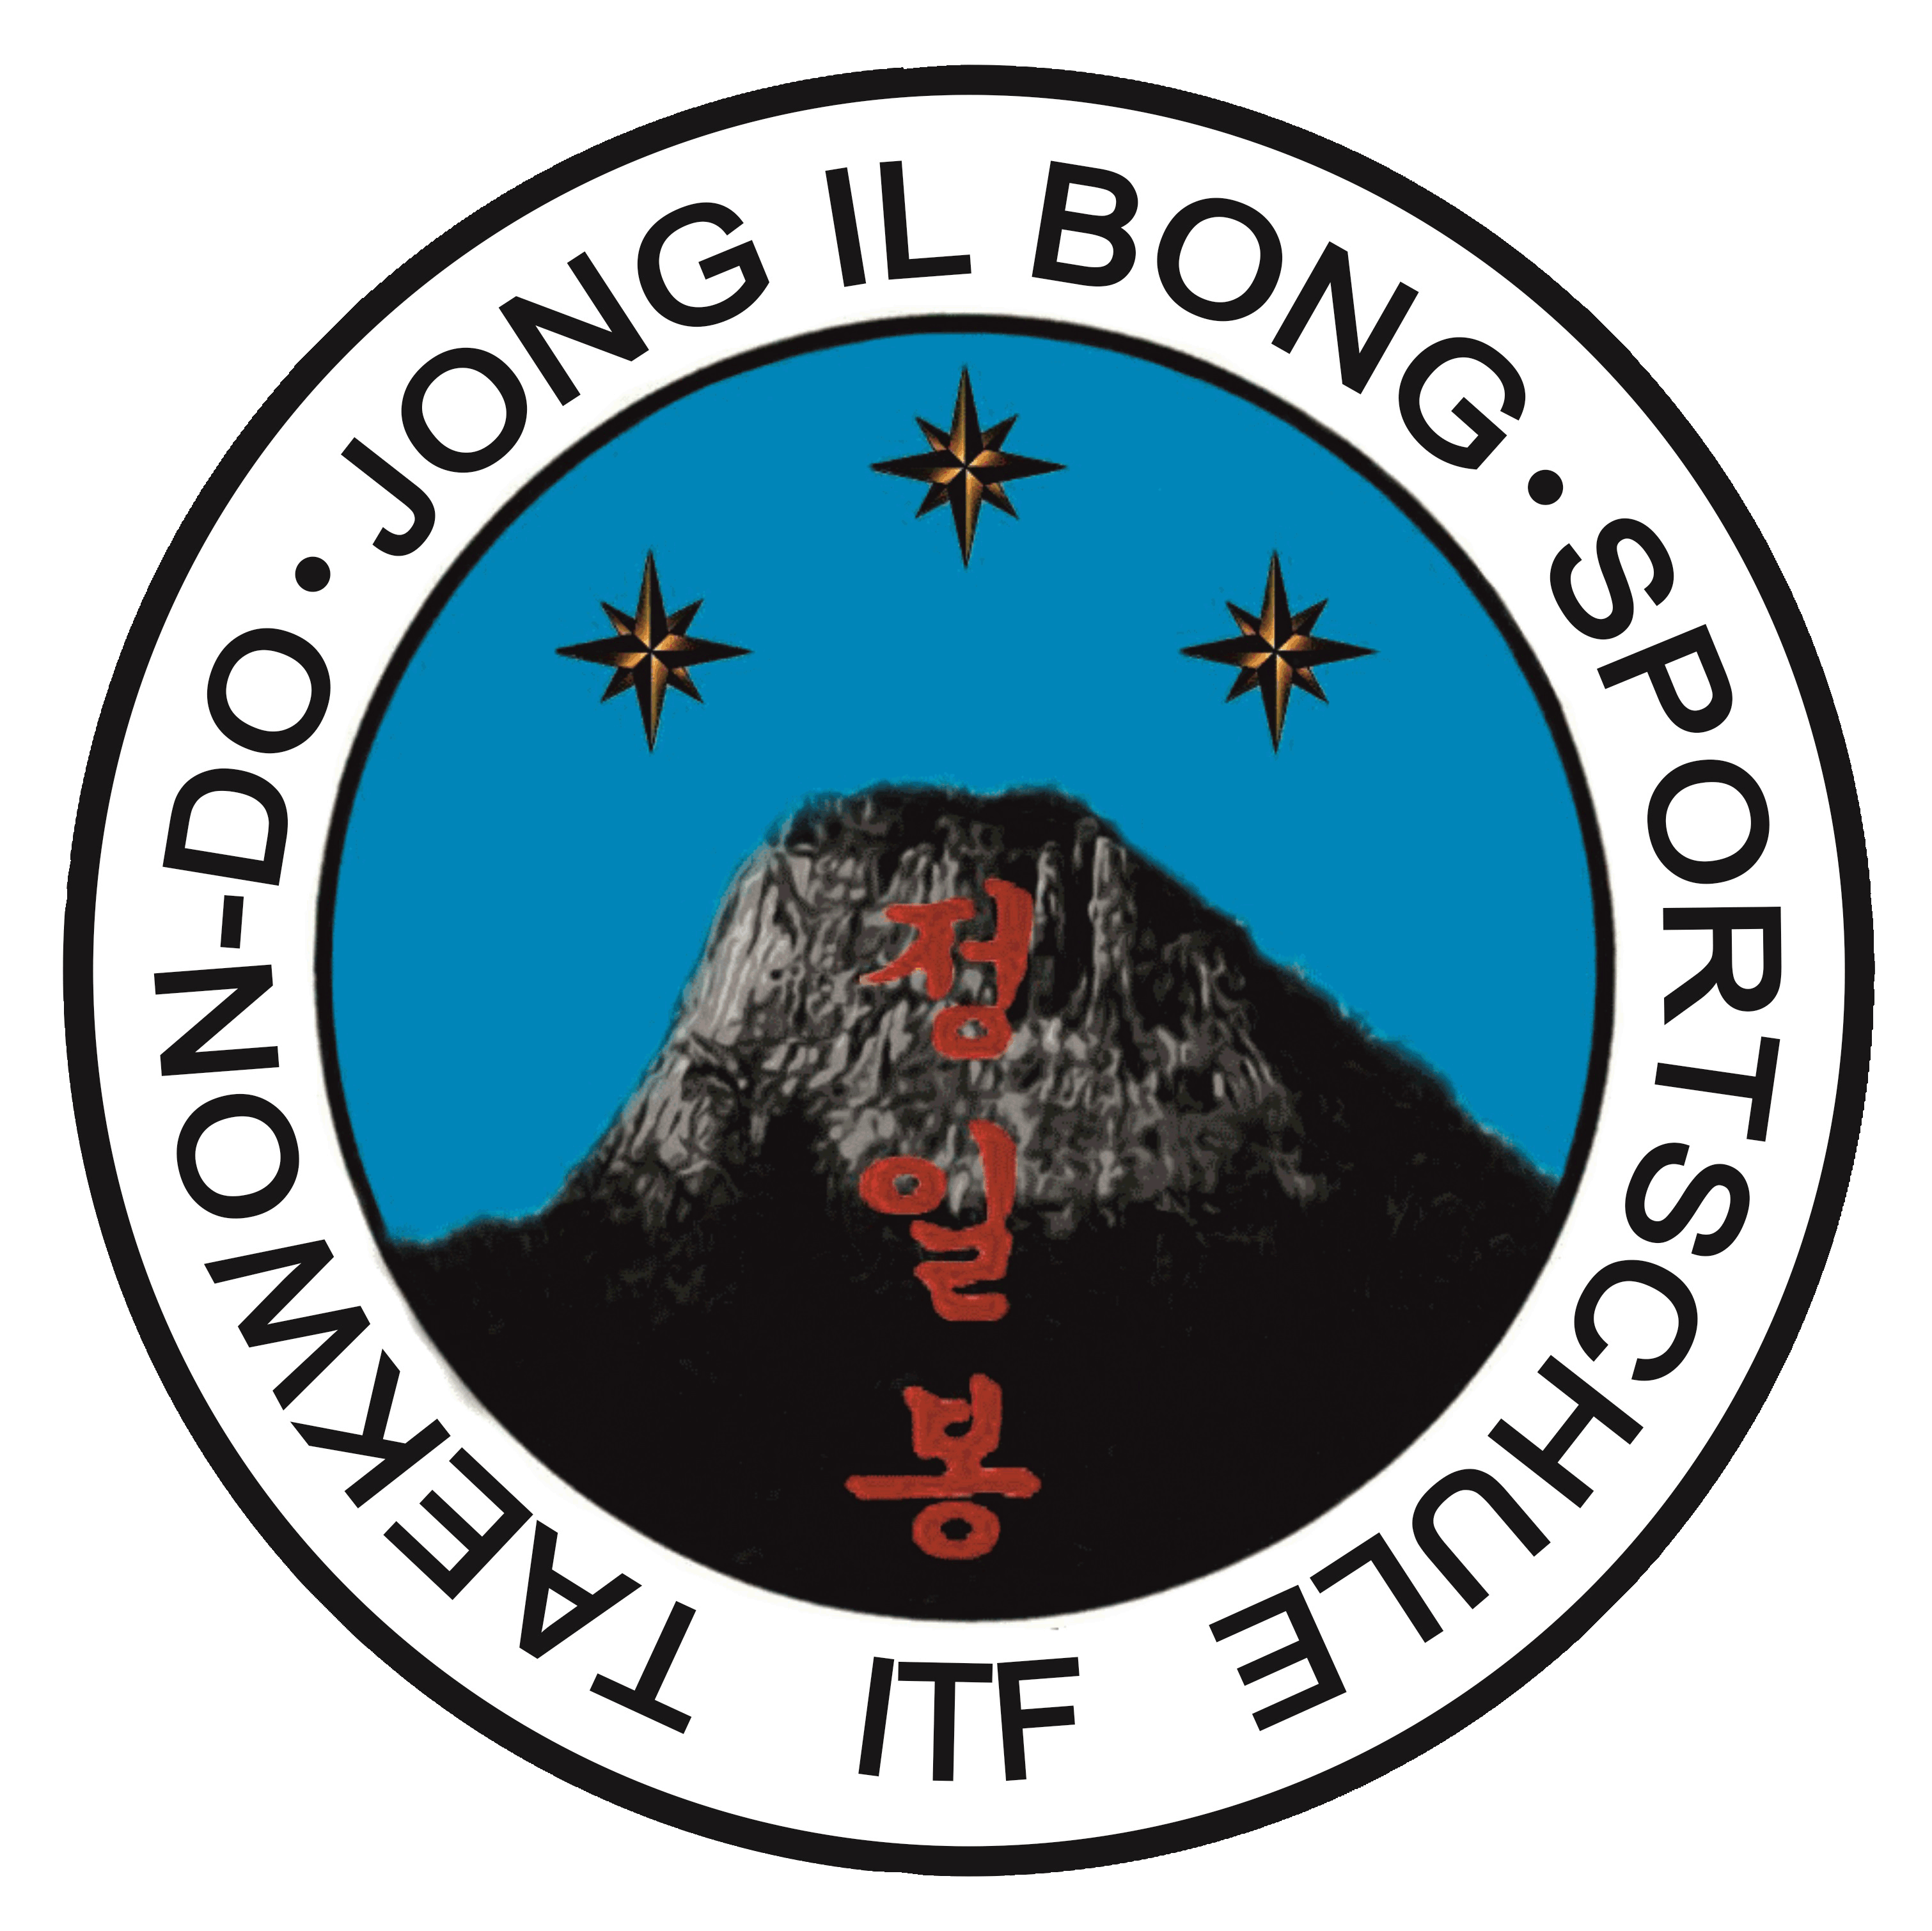 TAEKWON-DO • JONG IL BONG • SPORTSCHULE
ITF
정
일
봉